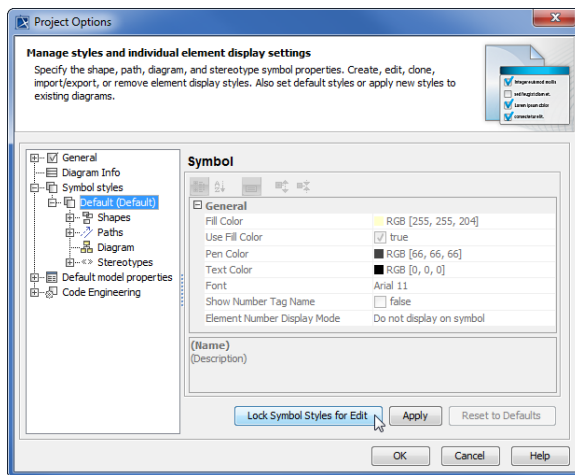 Project Options
Manage styles and individual element display settings
Specify the shape, path, diagram, and stereotype symbol properties. Create, edit, clone,
import/export, or remove element display styles. Also set default styles or apply new styles to
existing diagrams.
General
Diagram Info
Symbol styles
Default (Default)
Shapes
Paths
Diagram
Stereotypes
Default model properties
Code Engineering
Symbol
General
Fill Color RGB [255, 255, 204]
Use Fill Color true
Pen Color RGB [66, 66, 66]
Text Color RGB [0, 0, 0]
Font Arial 11
Show Number Tag Name false
Element Number Display Mode Do not display on symbol
(Name)
(Description)
Lock Symbol Styles for Edit Apply Reset to Defaults
OK Cancel Help